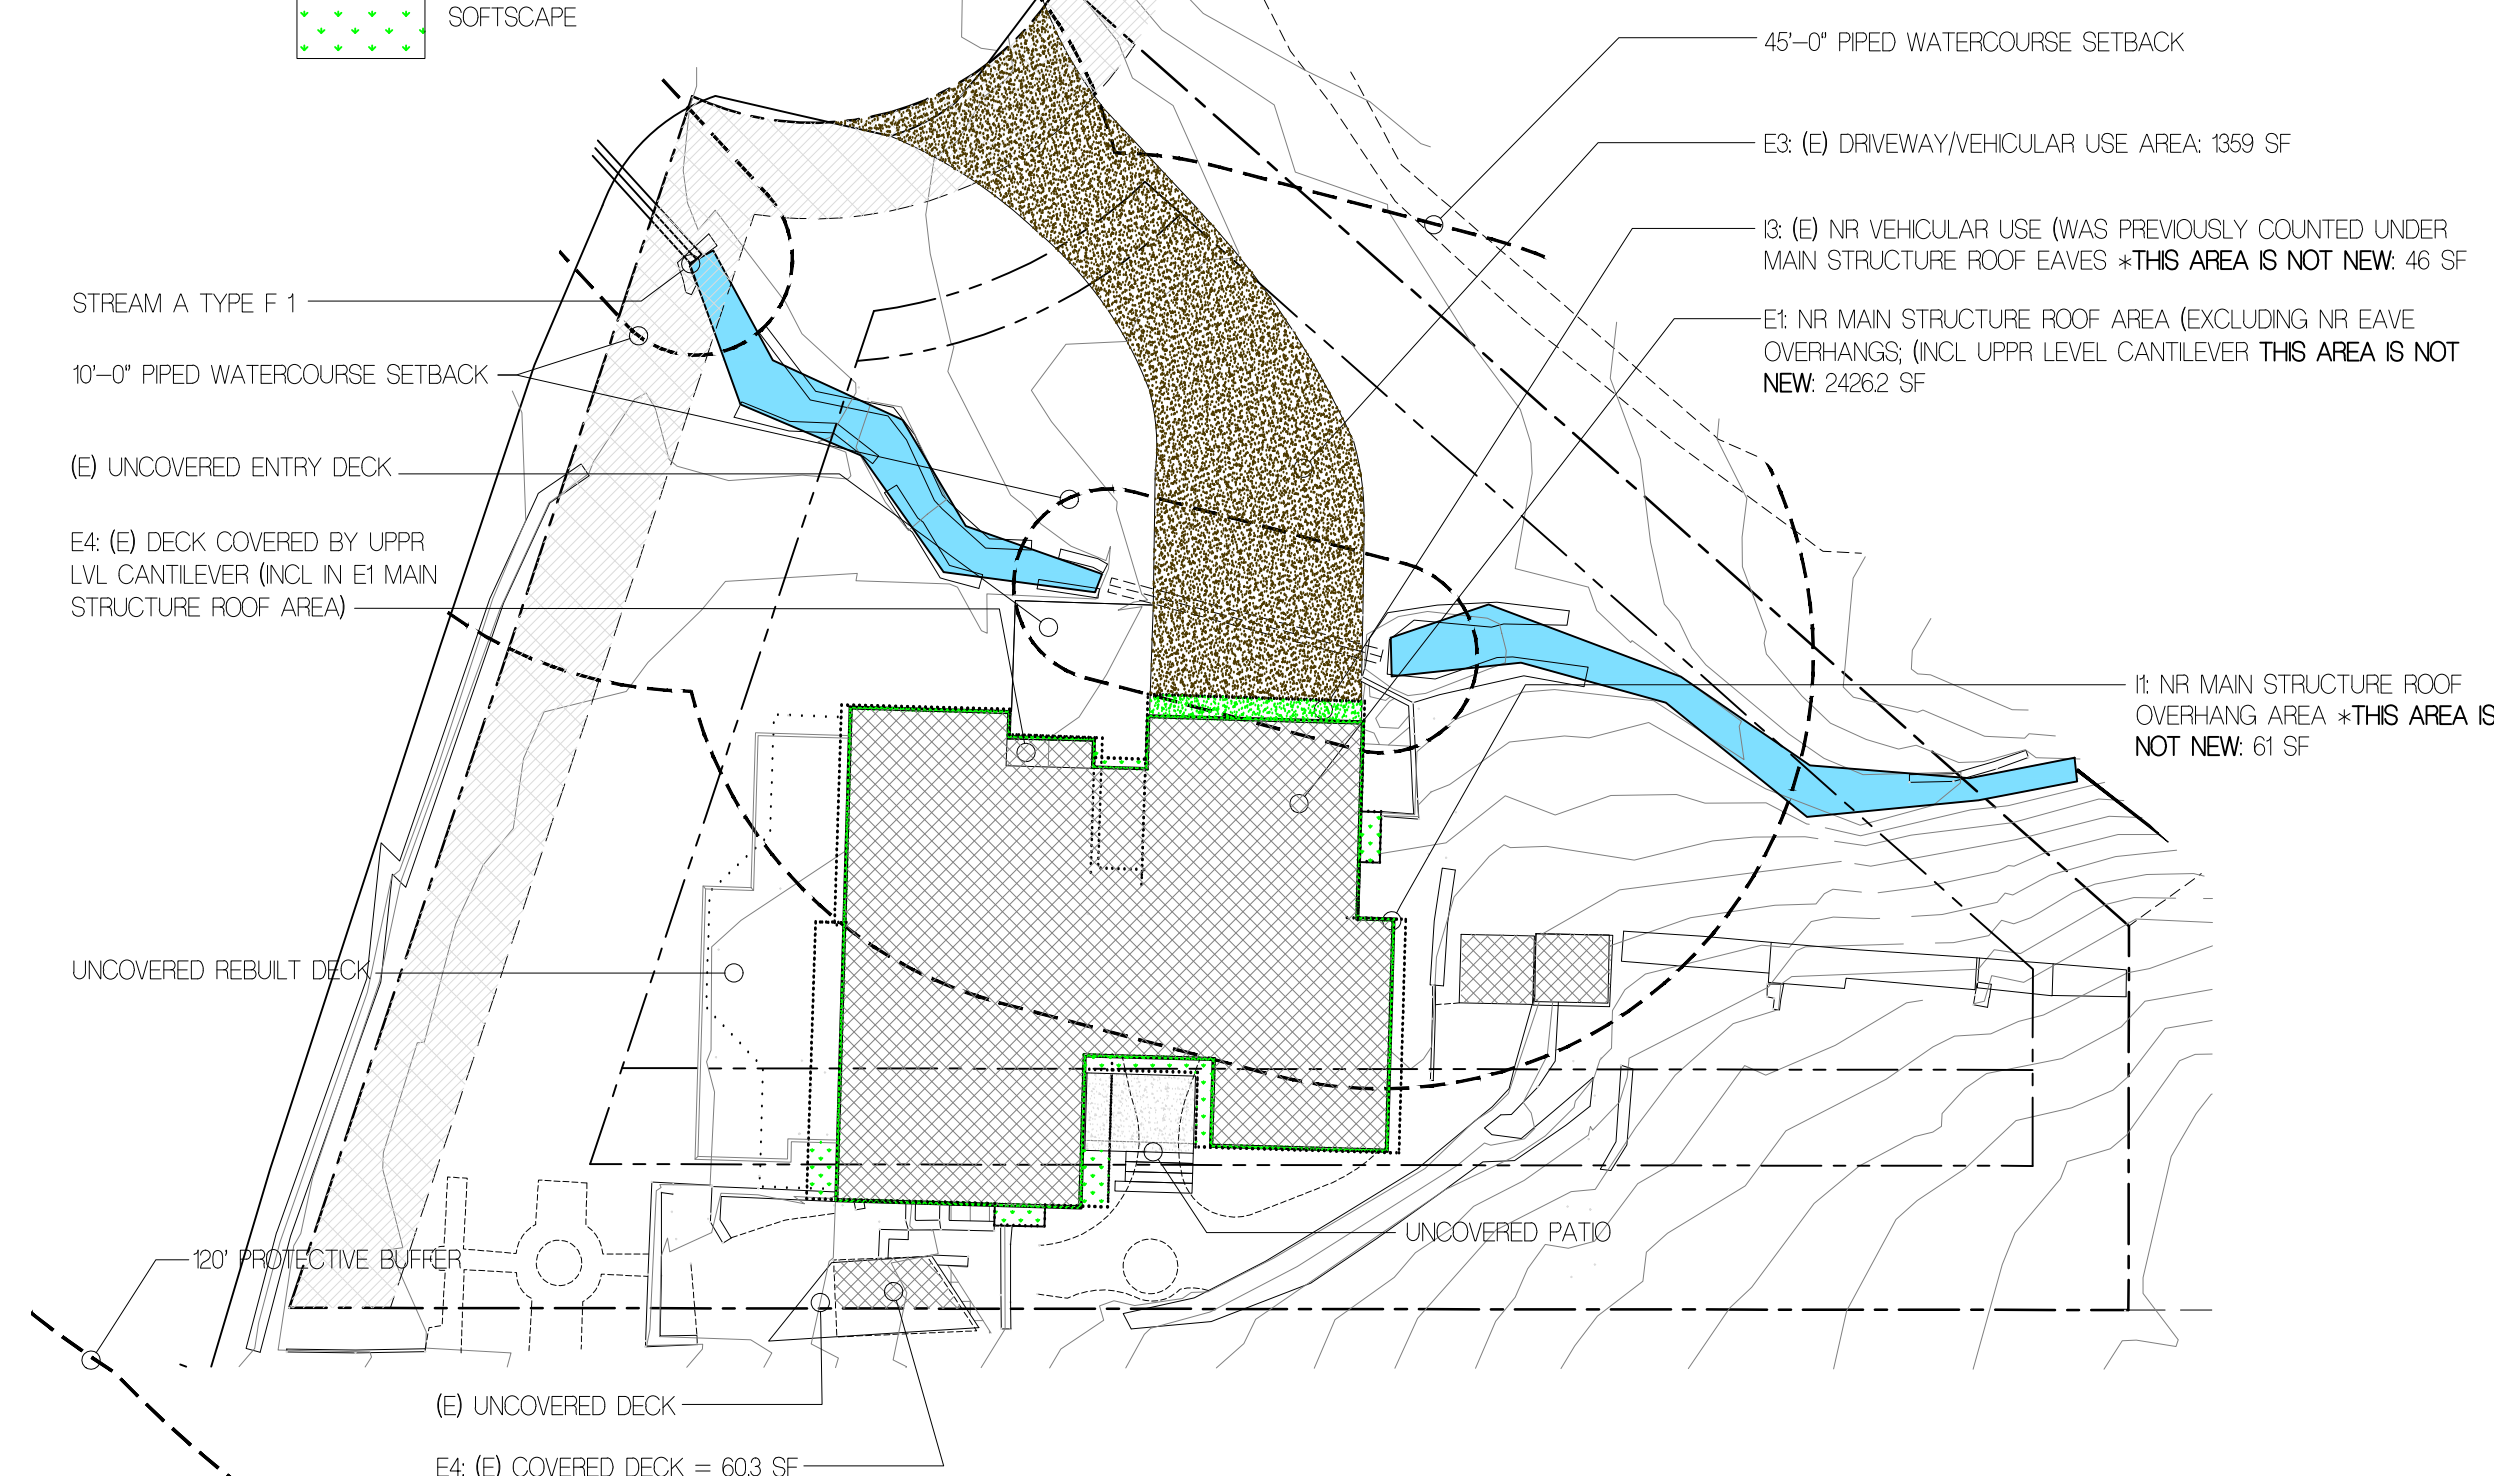 SOFTSCAPE
45'-0" PIPED WATERCOURSE SETBACK
E3: (E) DRIVEWAY/VEHICULAR USE AREA: 1359 SF
I3: (E) NR VEHICULAR USE (WAS PREVIOUSLY COUNTED UNDER
MAIN STRUCTURE ROOF EAVES *THIS AREA IS NOT NEW: 46 SF
E1: NR MAIN STRUCTURE ROOF AREA (EXCLUDING NR EAVE
OVERHANGS; (INCL UPPR LEVEL CANTILEVER THIS AREA IS NOT
NEW: 2426.2 SF
STREAM A TYPE F 1
10'-0" PIPED WATERCOURSE SETBACK
(E) UNCOVERED ENTRY DECK
E4: (E) DECK COVERED BY UPPR
LVL CANTILEVER (INCL IN E1 MAIN
STRUCTURE ROOF AREA)
I1: NR MAIN STRUCTURE ROOF
OVERHANG AREA *THIS AREA IS
NOT NEW: 61 SF
UNCOVERED REBUILT DECK
UNCOVERED PATIO
120' PROTECTIVE BUFFER
(E) UNCOVERED DECK
E4: (E) COVERED DECK = 60.3 SF